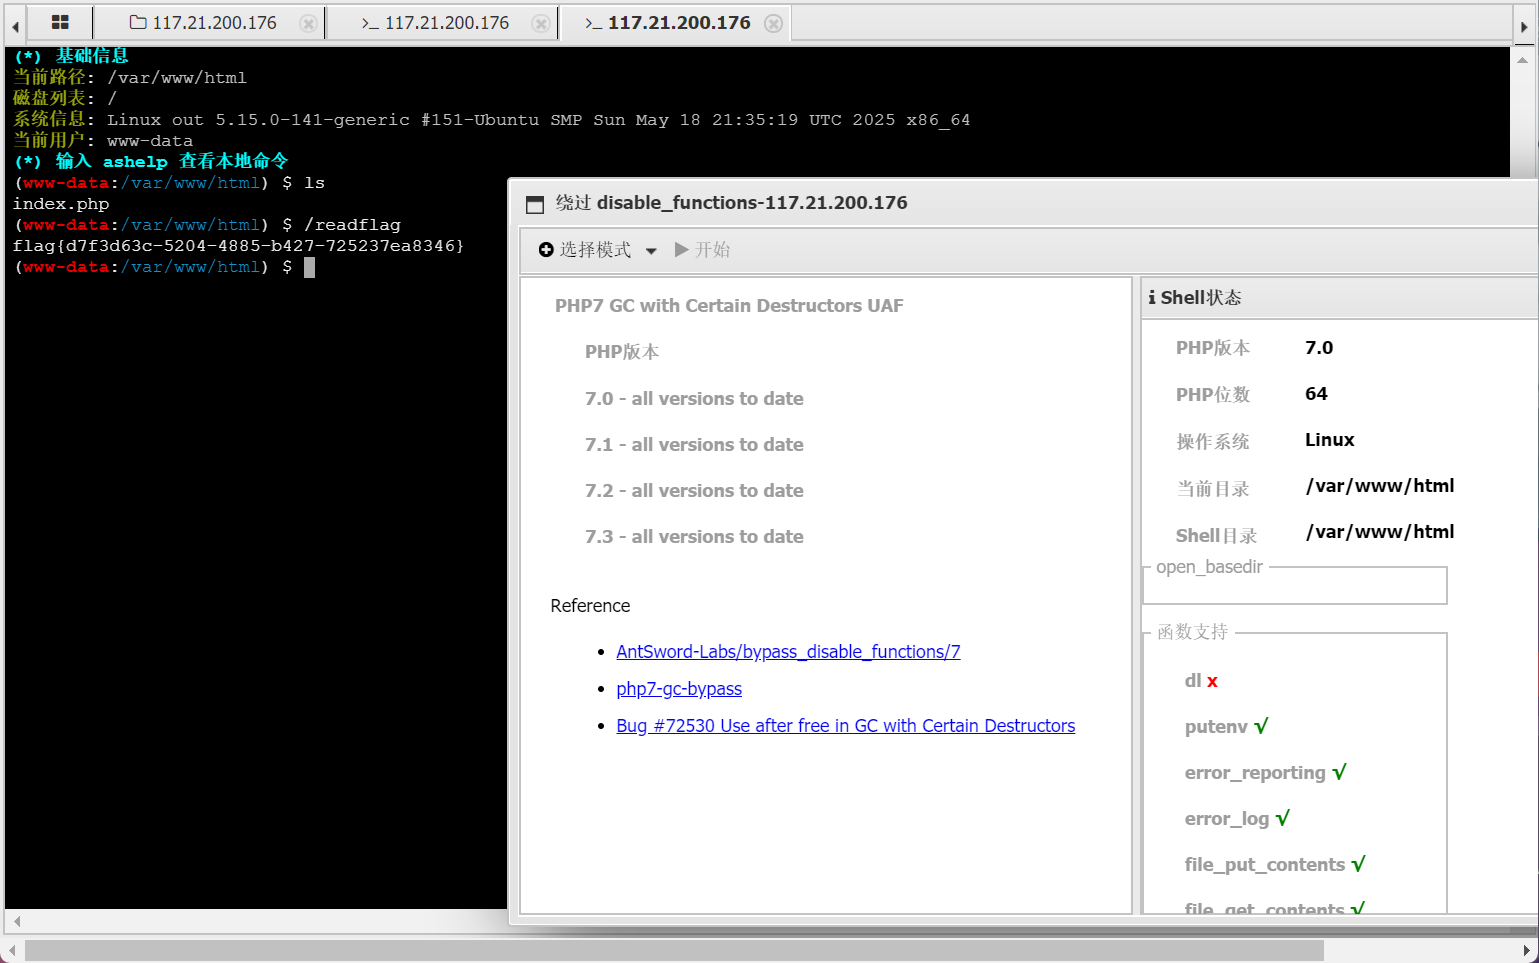 117.21.200.176
>_ 117.21.200.176
>_ 117.21.200.176
(*) 基础信息
当前路径: /var/www/html
磁盘列表: /
系统信息: Linux out 5.15.0-141-generic #151-Ubuntu SMP Sun May 18 21:35:19 UTC 2025 x86_64
当前用户: www-data
(*) 输入 ashelp 查看本地命令
(www-data:/var/www/html) $ ls
index.php
(www-data:/var/www/html) $ /readflag
flag{d7f3d63c-5204-4885-b427-725237ea8346}
(www-data:/var/www/html) $
绕过 disable_functions-117.21.200.176
选择模式
开始
PHP7 GC with Certain Destructors UAF
PHP版本
7.0 - all versions to date
7.1 - all versions to date
7.2 - all versions to date
7.3 - all versions to date
Reference
• AntSword-Labs/bypass_disable_functions/7
• php7-gc-bypass
• Bug #72530 Use after free in GC with Certain Destructors
Shell状态
PHP版本 7.0
PHP位数 64
操作系统 Linux
当前目录 /var/www/html
Shell目录 /var/www/html
open_basedir
函数支持
dl x
putenv √
error_reporting √
error_log √
file_put_contents √
file_get_contents √